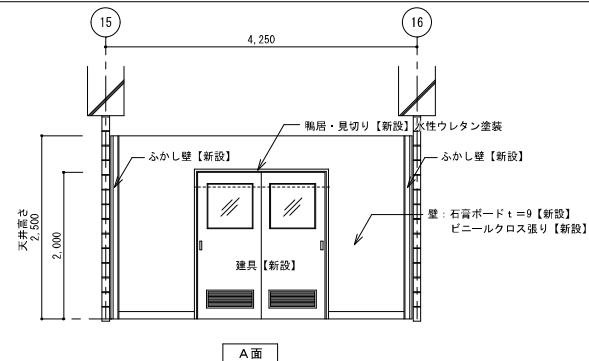 15
16
4,250
鴨居・見切り【新設】水性ウレタン塗装
ふかし壁【新設】
ふかし壁【新設】
天井高さ
2,500
2,000
壁:石膏ボードt=9【新設】
ビニールクロス張り【新設】
建具【新設】
A面